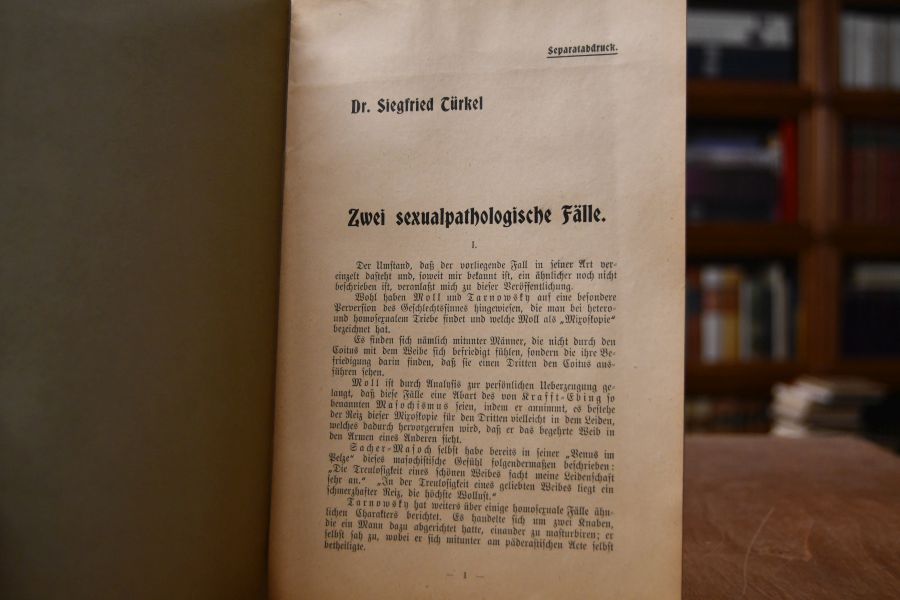 Separatabdruck.
Dr. Siegfried Türkel
Zwei sexualpathologische Fälle.
I.
Der Umstand, daß der vorliegende Fall in seiner Art ver-
einzelt dasteht und, soweit mir bekannt ist, ein ähnlicher noch nicht
beschrieben ist, veranlaßt mich zu dieser Veröffentlichung.
Wohl haben Moll und Tarnowsky auf eine besondere
Perversion des Geschlechtssinnes hingewiesen, die man bei hetero-
und homosexualem Triebe findet und welche Moll als „Mixoskopie“
bezeichnet hat.
Es finden sich nämlich mitunter Männer, die nicht durch den
Coitus mit dem Weibe sich befriedigt fühlen, sondern die ihre Be-
friedigung darin finden, daß sie einen Dritten den Coitus aus-
führen sehen.
Moll ist durch Analysis zur persönlichen Ueberzeugung ge-
langt, daß diese Fälle eine Abart des von Krafft-Ebing so
benannten Masochismus seien, indem er annimmt, es bestehe
der Reiz dieser Mixoskopie für den Dritten vielleicht in dem Leiden,
welches dadurch hervorgerufen wird, daß er das begehrte Weib in
den Armen eines Anderen sieht.
Sacher-Masoch selbst habe bereits in seiner „Venus im
Pelze“ dieses masochistische Gefühl folgendermaßen beschrieben:
„Die Treulosigkeit eines schönen Weibes facht meine Leidenschaft
sehr an.“ „In der Treulosigkeit eines geliebten Weibes liegt ein
schmerzhafter Reiz, die höchste Wollust.“
Tarnowsky hat weiters über einige homosexuale Fälle ähn-
lichen Charakters berichtet. Es handelte sich um zwei Knaben,
die ein Mann dazu abgerichtet hatte, einander zu masturbiren; er
selbst sah zu, wobei er sich mitunter am päderastischen Acte selbst
betheiligte.
— 1 —